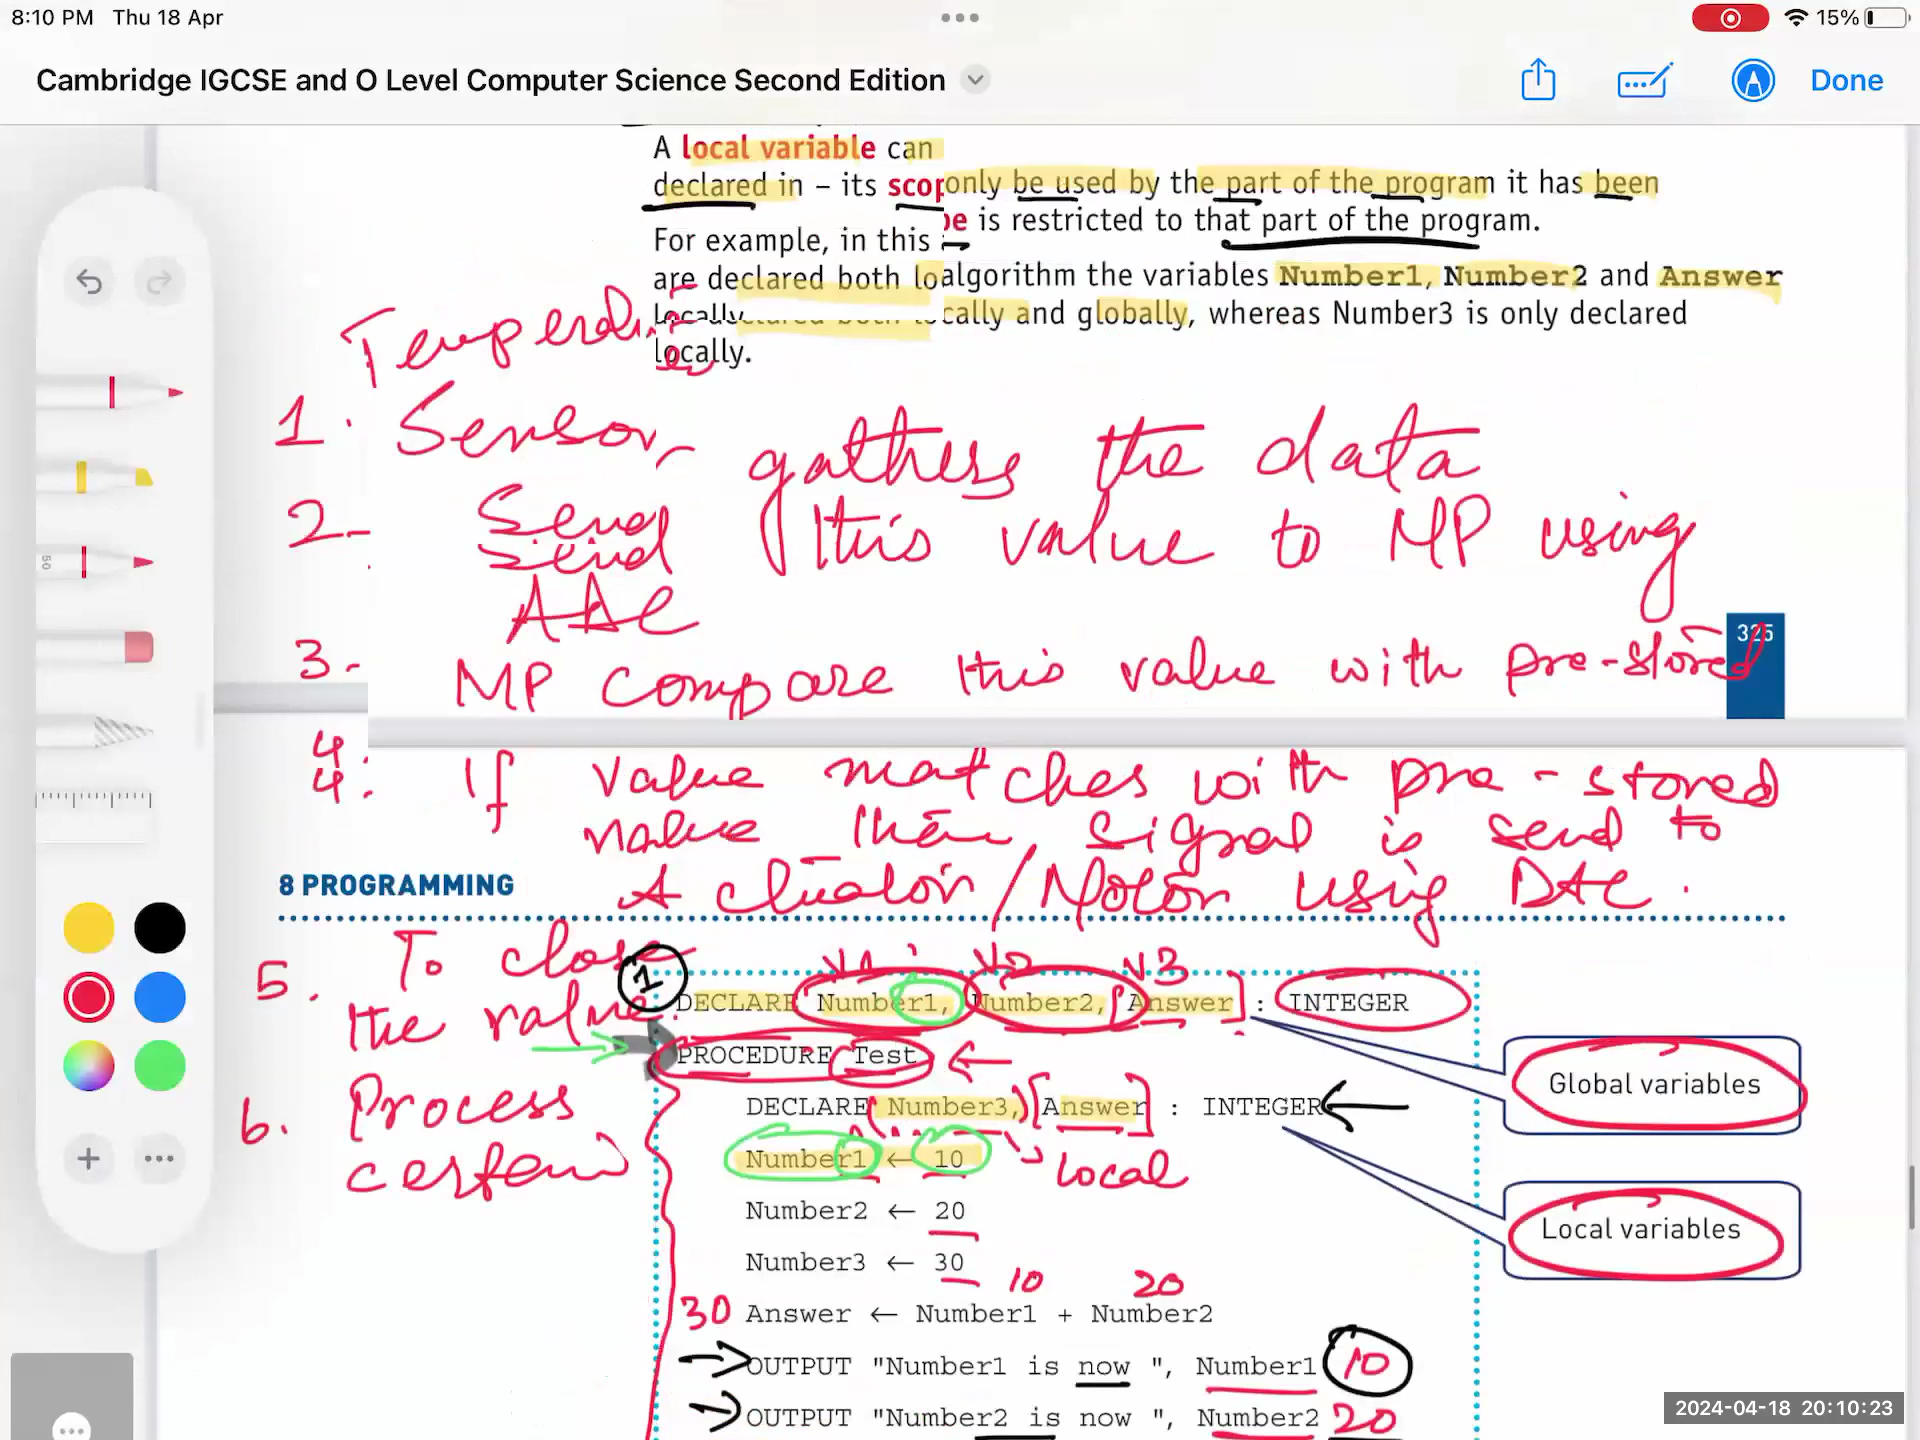 8:10 PM Thu 18 Apr
15%
Cambridge IGCSE and O Level Computer Science Second Edition
Done
A local variable can
declared in – its scop only be used by the part of the program it has been
be is restricted to that part of the program.
For example, in this
are declared both lo algorithm the variables Number1, Number2 and Answer
locally cally and globally, whereas Number3 is only declared
locally.
1. Sensor gathers the data
2- Send this value to MP using
Send
ADC
325
3- MP compare this value with pre-stored
4
4. If value matches with pre-stored
value then signal is send to
8 PROGRAMMING
Actuator/Motor using DAC.
5. To close
the value.
1
V1 V2 V3
DECLARE Number1, Number2, Answer : INTEGER
PROCEDURE Test
Global variables
6. Process
certain
DECLARE Number3, Answer : INTEGER
Number1 ← 10
local
Number2 ← 20
Local variables
Number3 ← 30
10 20
30 Answer ← Number1 + Number2
OUTPUT "Number1 is now ", Number1 10
OUTPUT "Number2 is now ", Number2 20
50
2024-04-18 20:10:23